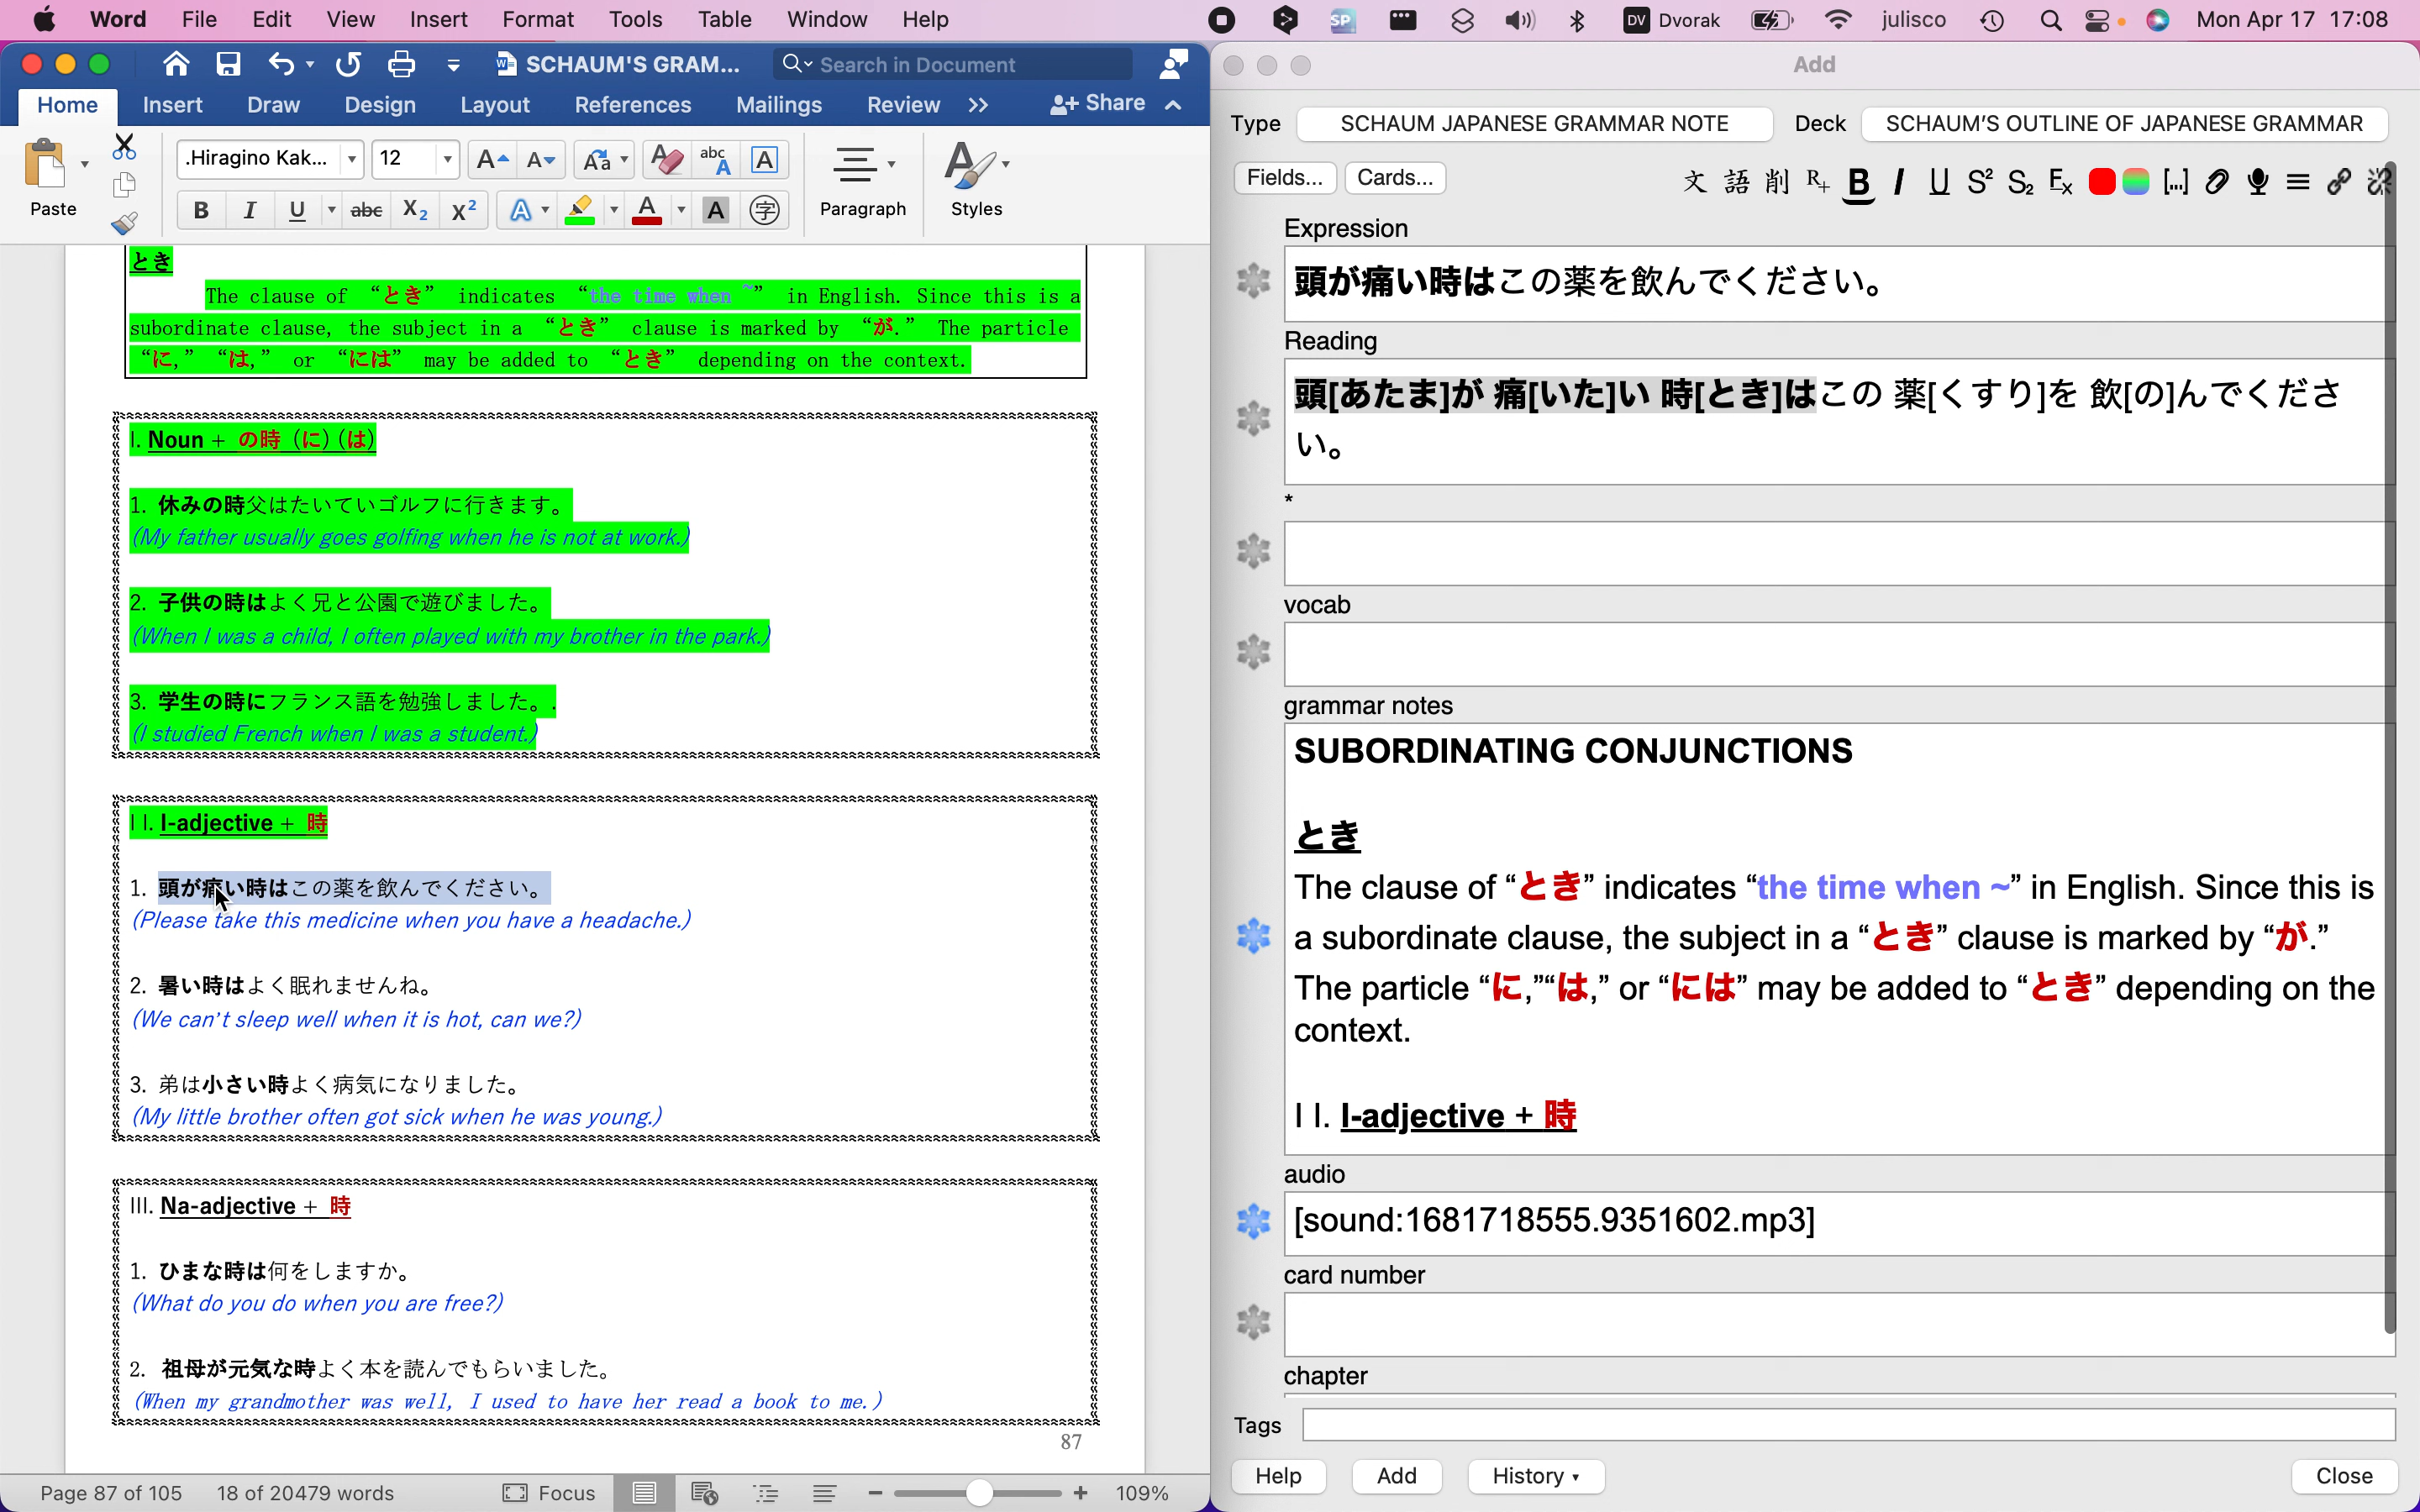 Word File Edit View Insert Format Tools Table Window Help
DV Dvorak julisco Mon Apr 17 17:08
SCHAUM'S GRAM... Search in Document
Home Insert Draw Design Layout References Mailings Review Share
.Hiragino Kak... 12
Paste Paragraph Styles
とき
The clause of “とき” indicates “the time when ~” in English. Since this is a
subordinate clause, the subject in a “とき” clause is marked by “が.” The particle
“に,” “は,” or “には” may be added to “とき” depending on the context.
I. Noun + の時 (に) (は)
1. 休みの時父はたいていゴルフに行きます。
(My father usually goes golfing when he is not at work.)
2. 子供の時はよく兄と公園で遊びました。
(When I was a child, I often played with my brother in the park.)
3. 学生の時にフランス語を勉強しました。.
(I studied French when I was a student.)
I I. I-adjective + 時
1. 頭が痛い時はこの薬を飲んでください。
(Please take this medicine when you have a headache.)
2. 暑い時はよく眠れませんね。
(We can't sleep well when it is hot, can we?)
3. 弟は小さい時よく病気になりました。
(My little brother often got sick when he was young.)
III. Na-adjective + 時
1. ひまな時は何をしますか。
(What do you do when you are free?)
2. 祖母が元気な時よく本を読んでもらいました。
(When my grandmother was well, I used to have her read a book to me.)
87
Page 87 of 105 18 of 20479 words Focus 109%
Add
Type SCHAUM JAPANESE GRAMMAR NOTE Deck SCHAUM'S OUTLINE OF JAPANESE GRAMMAR
Fields... Cards... 文 語 削 R+ B I U X² X₂ Fx [...]
Expression
頭が痛い時はこの薬を飲んでください。
Reading
頭[あたま]が 痛[いた]い 時[とき]はこの 薬[くすり]を 飲[の]んでくださ
い。
*
vocab
grammar notes
SUBORDINATING CONJUNCTIONS
とき
The clause of “とき” indicates “the time when ~” in English. Since this is
a subordinate clause, the subject in a “とき” clause is marked by “が.”
The particle “に,”“は,” or “には” may be added to “とき” depending on the
context.
I I. I-adjective + 時
audio
[sound:1681718555.9351602.mp3]
card number
chapter
Tags
Help Add History Close